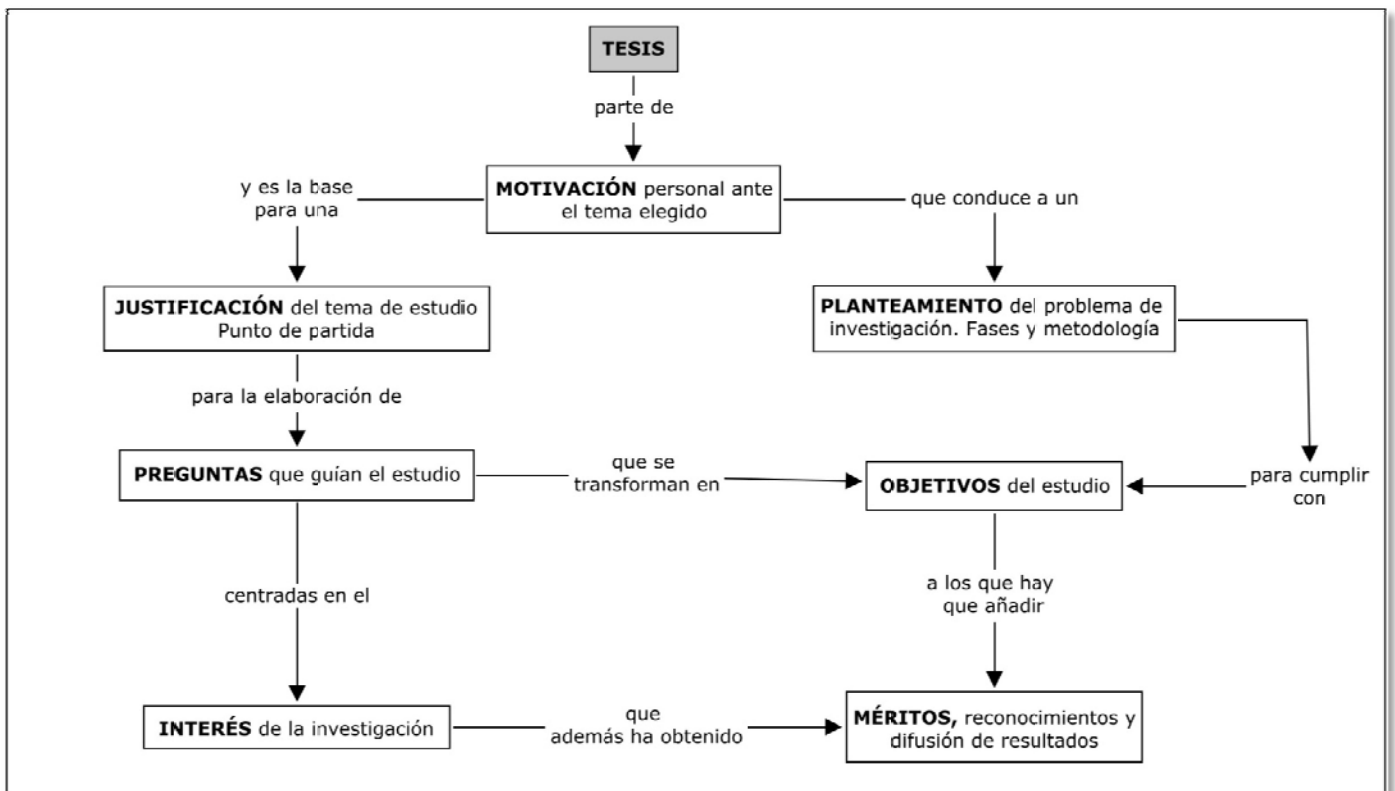 TESIS
parte de
MOTIVACIÓN personal ante
el tema elegido
y es la base
para una
que conduce a un
JUSTIFICACIÓN del tema de estudio
Punto de partida
PLANTEAMIENTO del problema de
investigación. Fases y metodología
para la elaboración de
PREGUNTAS que guían el estudio
que se
transforman en
OBJETIVOS del estudio
para cumplir
con
centradas en el
a los que hay
que añadir
INTERÉS de la investigación
que
además ha obtenido
MÉRITOS, reconocimientos y
difusión de resultados